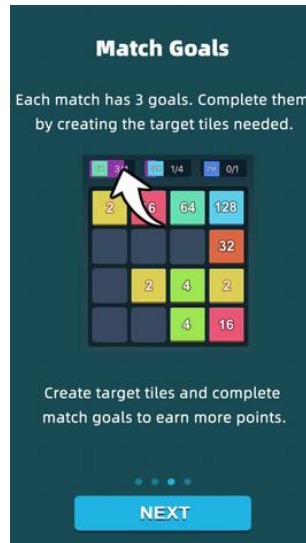 Match Goals
Each match has 3 goals. Complete them
by creating the target tiles needed.
1/4 0/1
2 64 128
32
2 4 2
4 16
Create target tiles and complete
match goals to earn more points.
NEXT